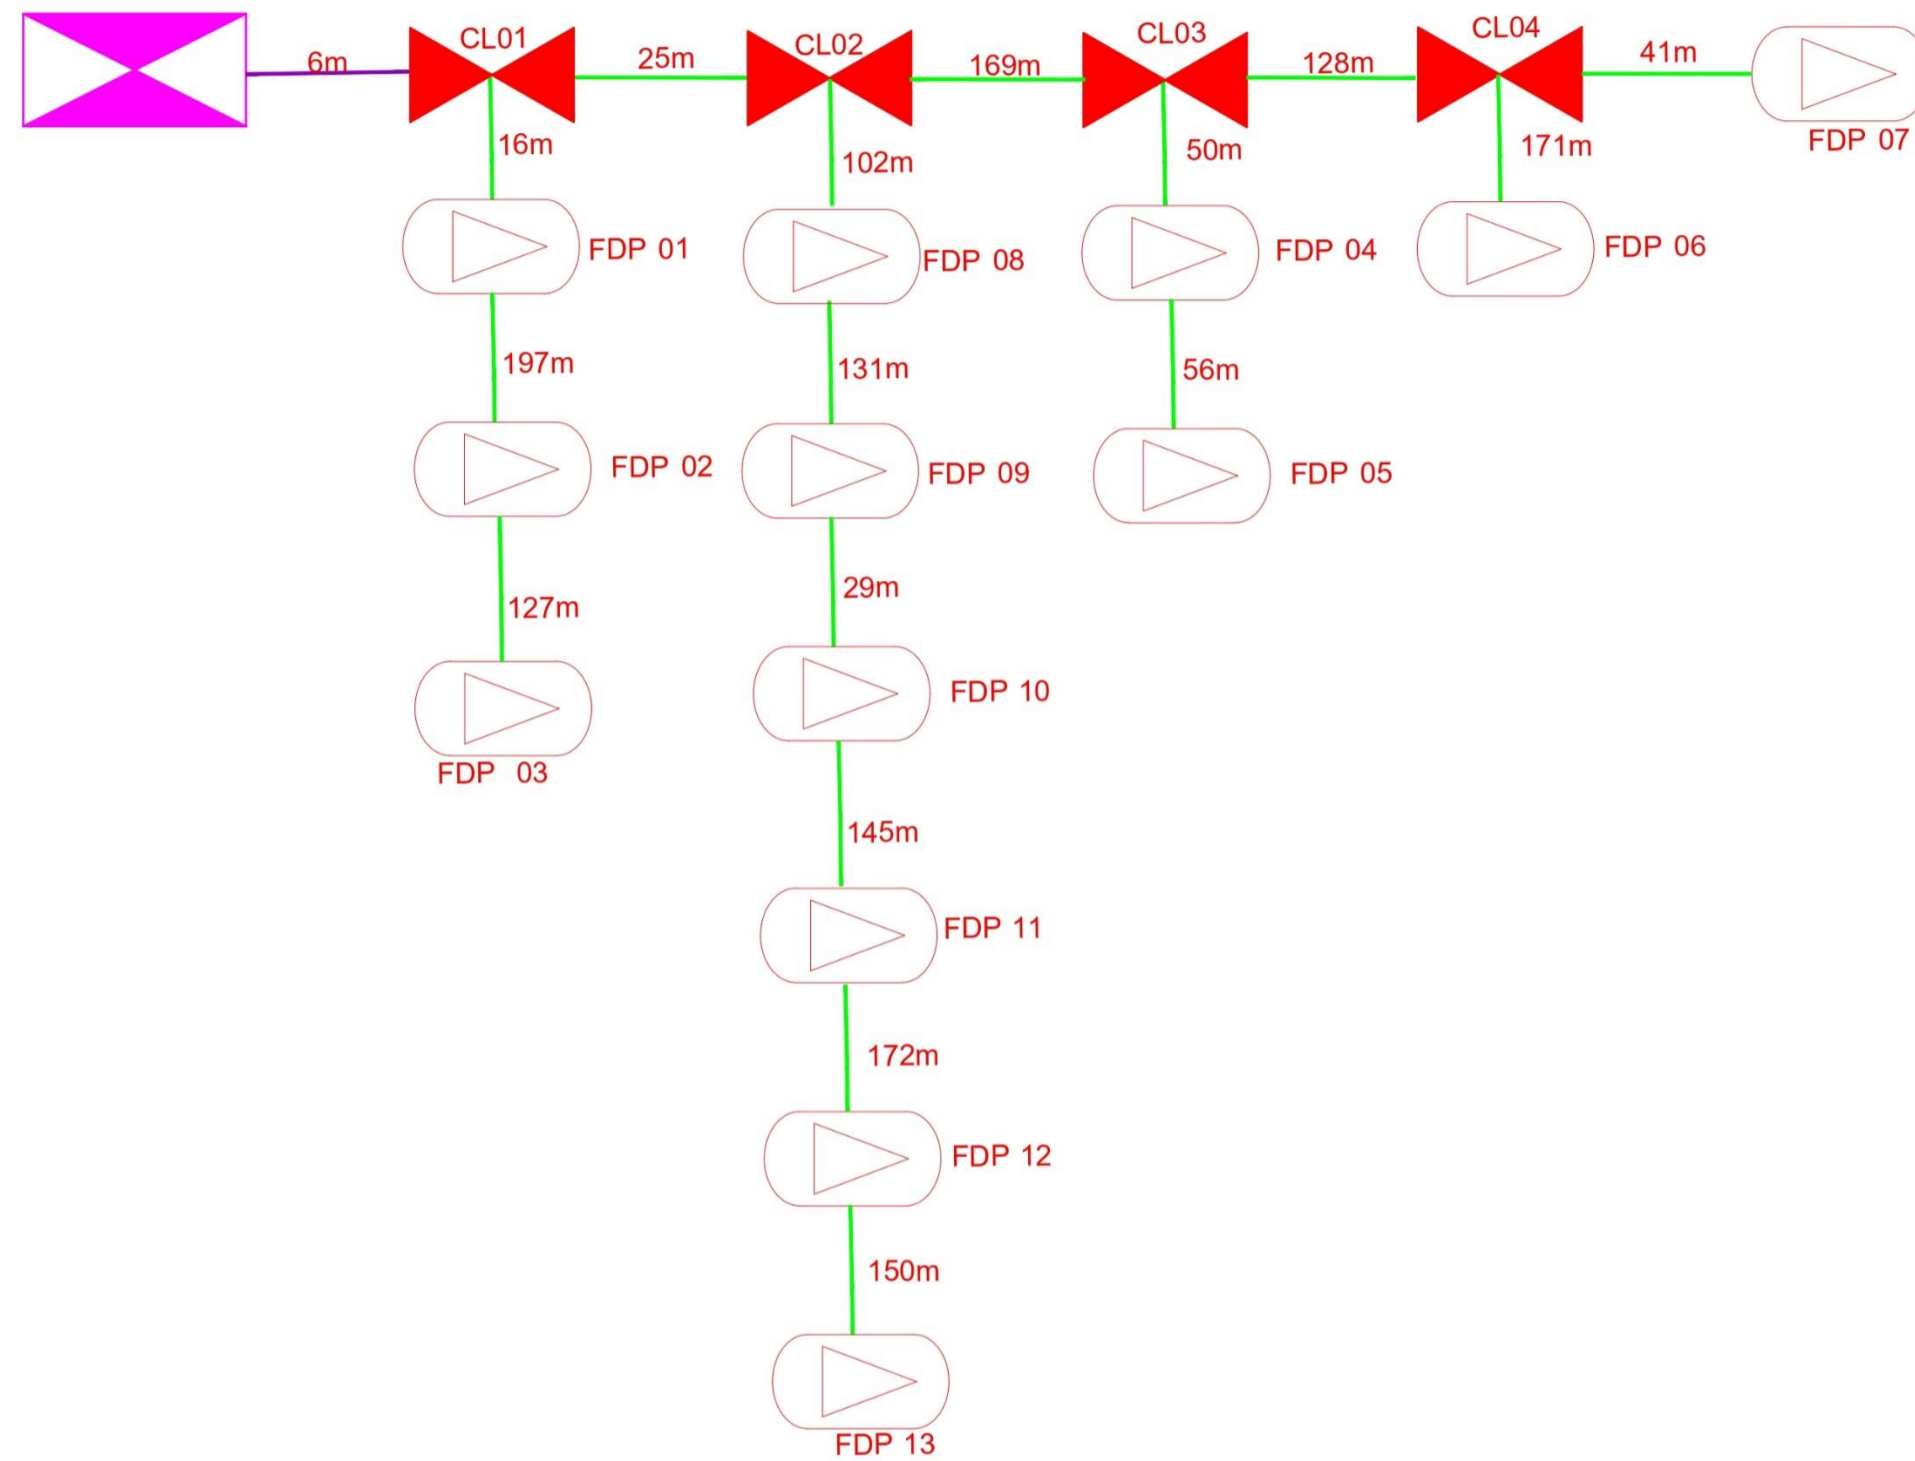 6m
CL01
25m
CL02
169m
CL03
128m
CL04
41m
FDP 07
16m
102m
50m
171m
FDP 01
FDP 08
FDP 04
FDP 06
197m
131m
56m
FDP 02
FDP 09
FDP 05
127m
29m
FDP 03
FDP 10
145m
FDP 11
172m
FDP 12
150m
FDP 13